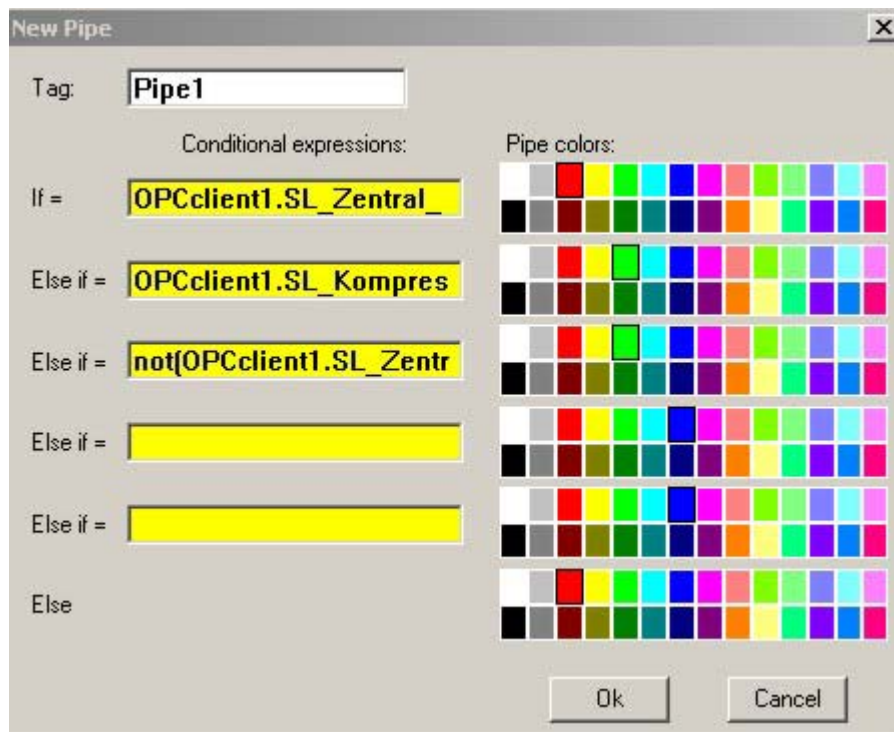 New Pipe
Tag: Pipe1
Conditional expressions: Pipe colors:
If = OPCclient1.SL_Zentral_
Else if = OPCclient1.SL_Kompres
Else if = not(OPCclient1.SL_Zentr
Else if =
Else if =
Else
Ok Cancel